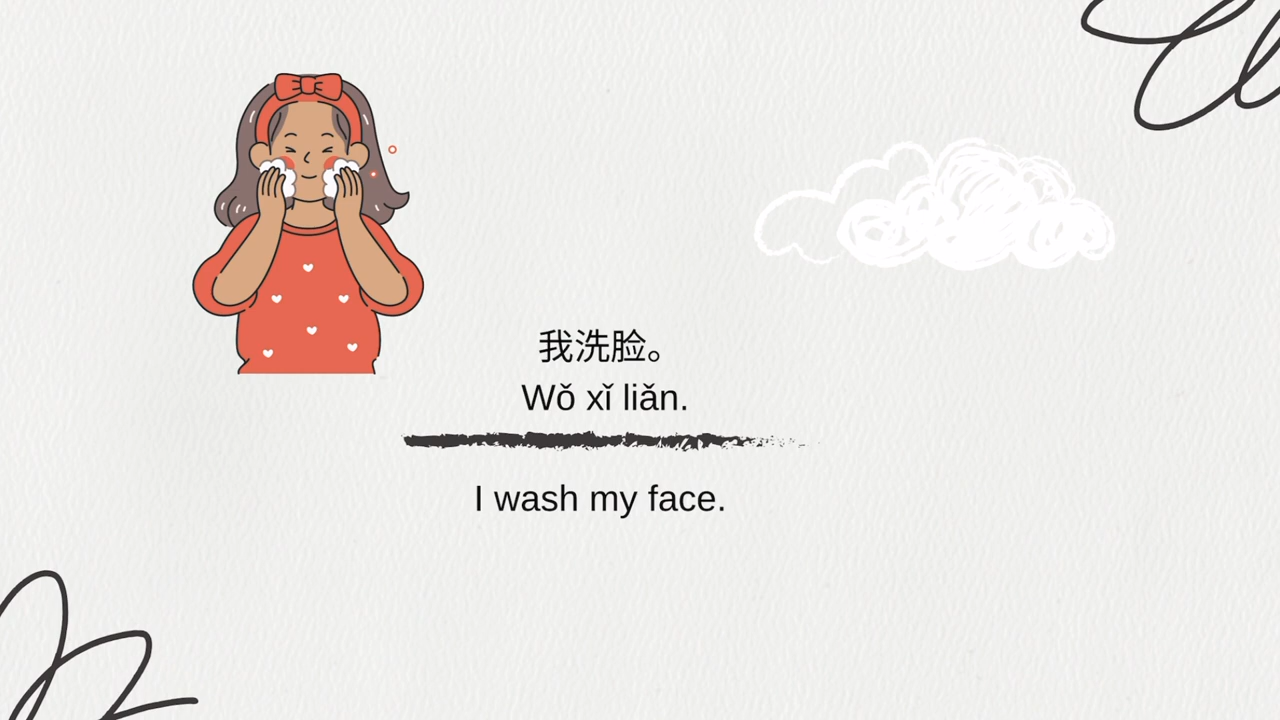 我洗脸。
Wǒ xǐ liǎn.
I wash my face.